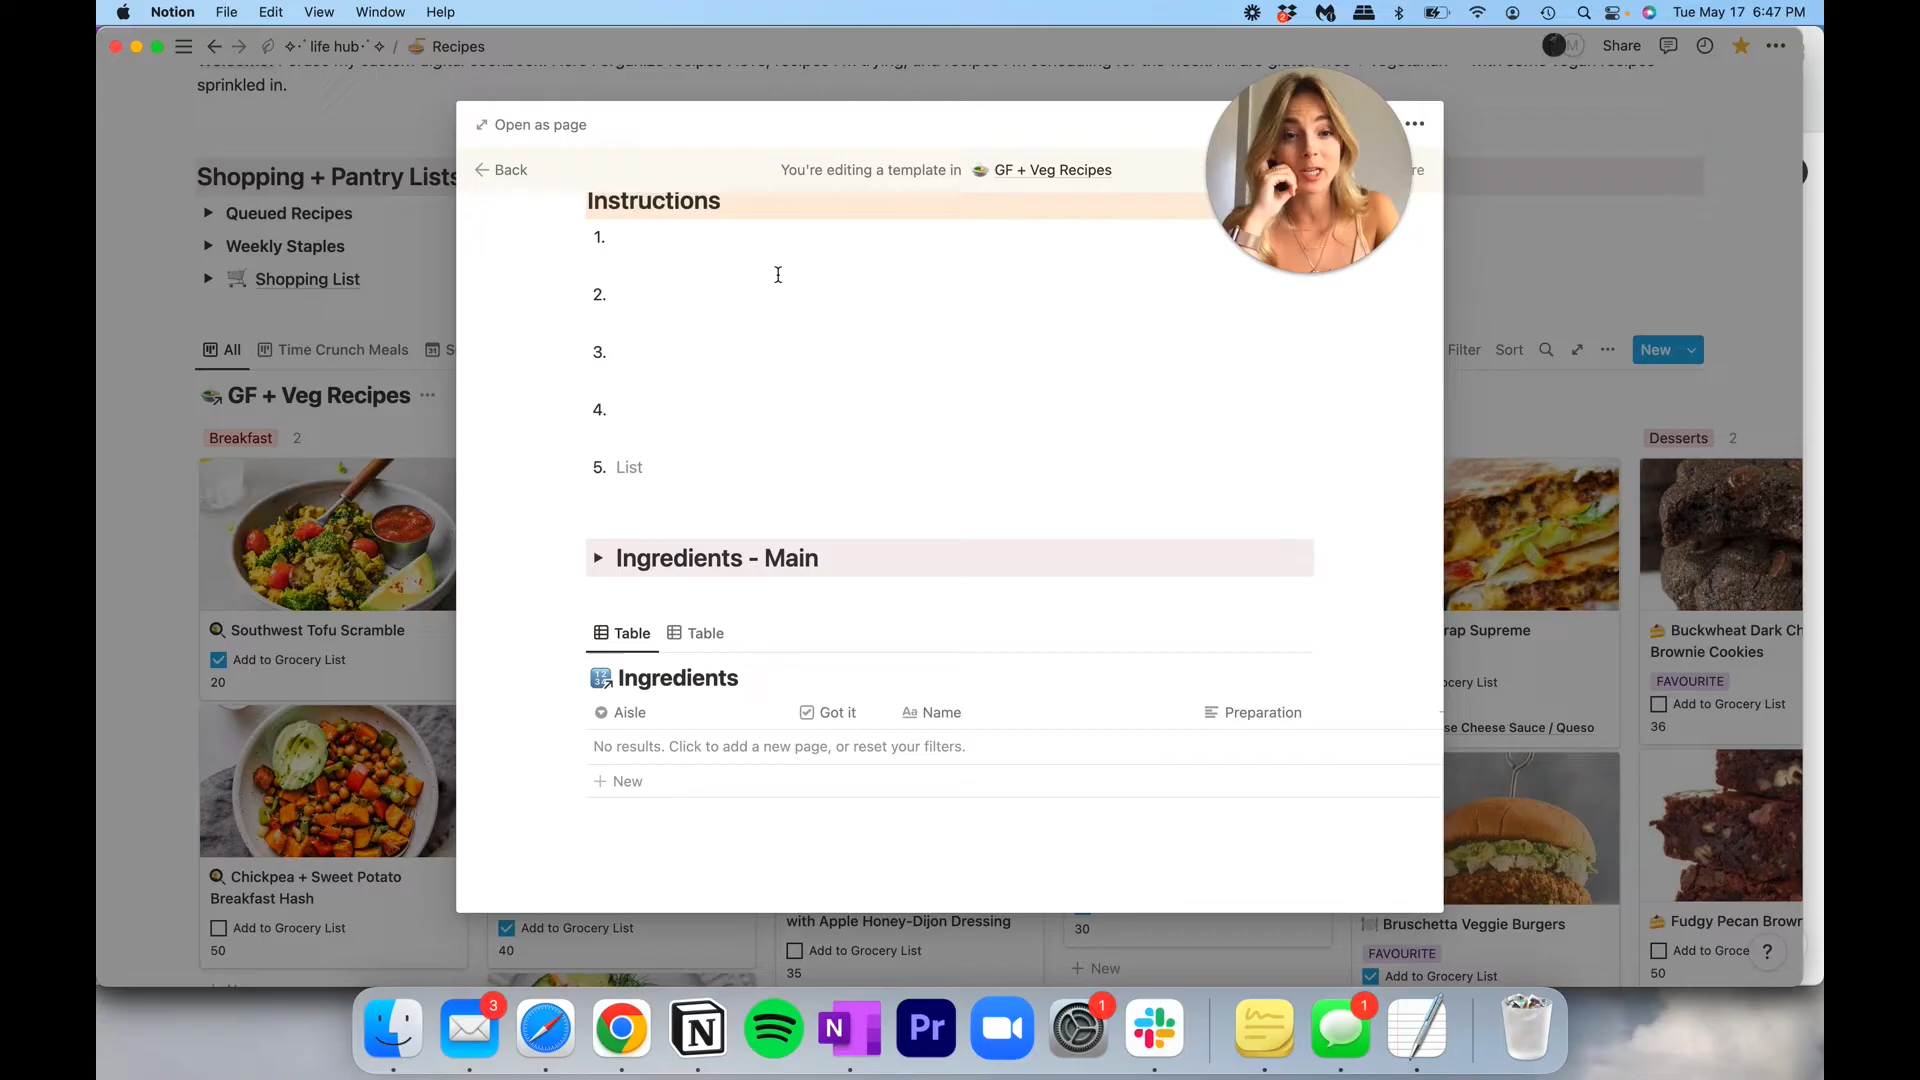 Notion File Edit View Window Help
2
Tue May 17 6:47 PM
life hub / Recipes
M Share
sprinkled in.
Open as page
Back
You're editing a template in GF + Veg Recipes
Shopping + Pantry Lists
Queued Recipes
Weekly Staples
Shopping List
Instructions
1.
2.
3.
4.
5. List
All Time Crunch Meals
Filter Sort New
GF + Veg Recipes
Breakfast 2
Desserts 2
Ingredients - Main
Table Table
Ingredients
Aisle Got it Name Preparation
No results. Click to add a new page, or reset your filters.
New
Southwest Tofu Scramble
Add to Grocery List
20
Chickpea + Sweet Potato
Breakfast Hash
Add to Grocery List
50
Add to Grocery List
40
with Apple Honey-Dijon Dressing
Add to Grocery List
35
30
New
rap Supreme
cery List
se Cheese Sauce / Queso
Bruschetta Veggie Burgers
FAVOURITE
Add to Grocery List
Buckwheat Dark Ch
Brownie Cookies
FAVOURITE
Add to Grocery List
36
Fudgy Pecan Brown
Add to Groce
50
?
3
N
N
Pr
1
1